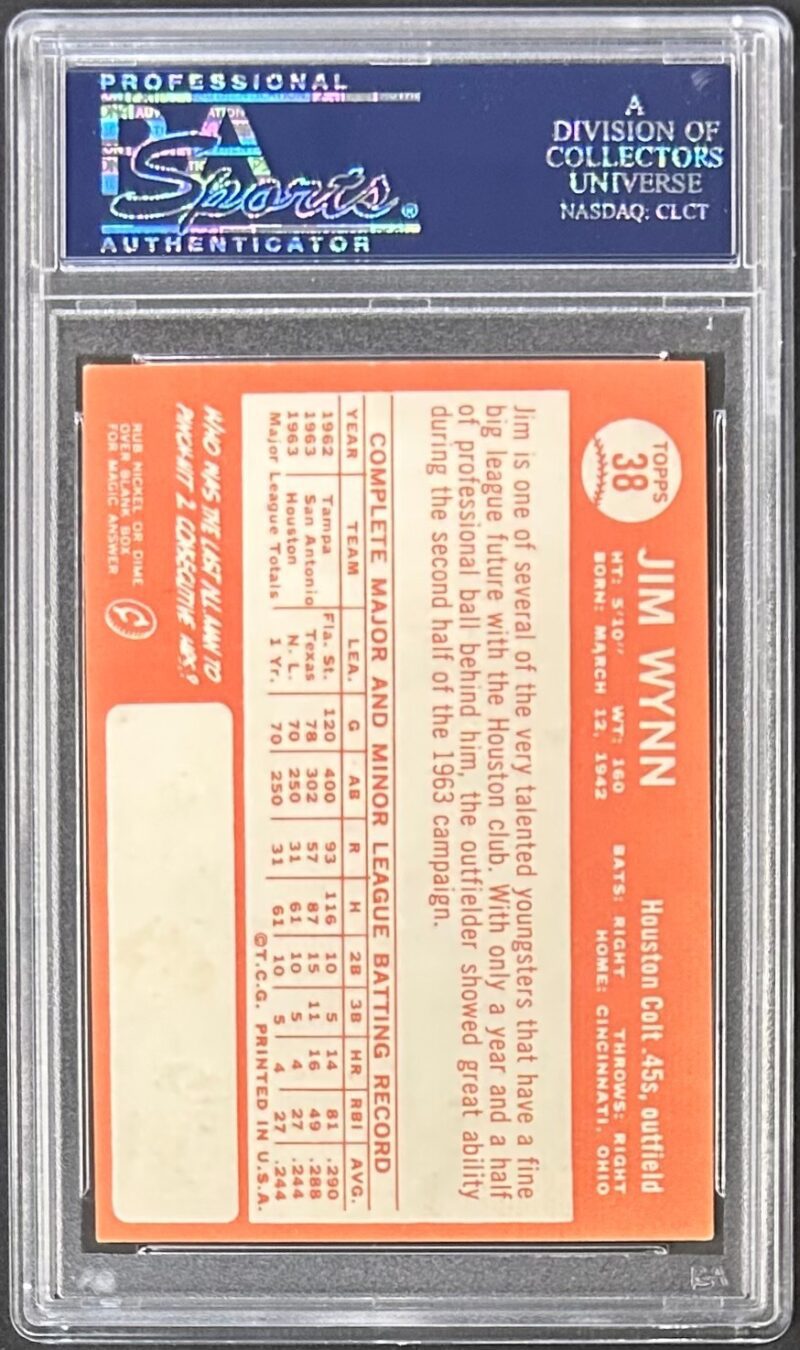 PROFESSIONAL
PSA
Sports®
AUTHENTICATOR
A
DIVISION OF
COLLECTORS
UNIVERSE
NASDAQ: CLCT
TOPPS
38
JIM WYNN
Houston Colt .45s, outfield
HT: 5'10" WT: 160 BATS: RIGHT THROWS: RIGHT
BORN: MARCH 12, 1942 HOME: CINCINNATI, OHIO
Jim is one of several of the very talented youngsters that have a fine
big league future with the Houston club. With only a year and a half
of professional ball behind him, the outfielder showed great ability
during the second half of the 1963 campaign.
COMPLETE MAJOR AND MINOR LEAGUE BATTING RECORD
YEAR TEAM LEA. G AB R H 2B 3B HR RBI AVG.
1962 Tampa Fla. St. 120 400 93 116 10 5 14 81 .290
1963 San Antonio Texas 78 302 57 87 15 11 16 49 .288
1963 Houston N. L. 70 250 31 61 10 5 4 27 .244
Major League Totals 1 Yr. 70 250 31 61 10 5 4 27 .244
©T.C.G. PRINTED IN U.S.A.
WHO WAS THE LAST N.L. MAN TO
PINCH-HIT 2 CONSECUTIVE HRS?
RUB NICKEL OR DIME
OVER BLANK BOX
FOR MAGIC ANSWER